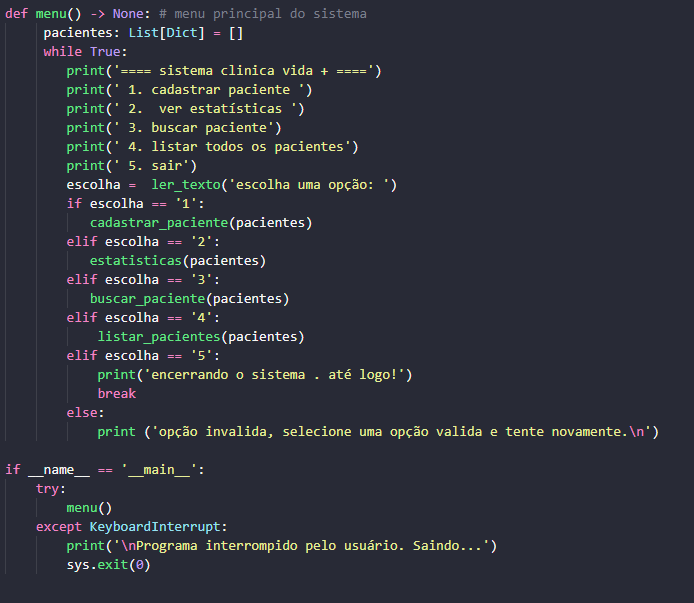 def menu() -> None: # menu principal do sistema
     pacientes: List[Dict] = []
     while True:
        print('==== sistema clinica vida + ====')
        print(' 1. cadastrar paciente ')
        print(' 2.  ver estatísticas ')
        print(' 3. buscar paciente')
        print(' 4. listar todos os pacientes')
        print(' 5. sair')
        escolha =  ler_texto('escolha uma opção: ')
        if escolha == '1':
           cadastrar_paciente(pacientes)
        elif escolha == '2':
           estatisticas(pacientes)
        elif escolha == '3':
           buscar_paciente(pacientes)
        elif escolha == '4':
            listar_pacientes(pacientes)
        elif escolha == '5':
            print('encerrando o sistema . até logo!')
            break
        else:
            print ('opção invalida, selecione uma opção valida e tente novamente.\n')

if __name__ == '__main__':
    try:
        menu()
    except KeyboardInterrupt:
        print('\nPrograma interrompido pelo usuário. Saindo...')
        sys.exit(0)